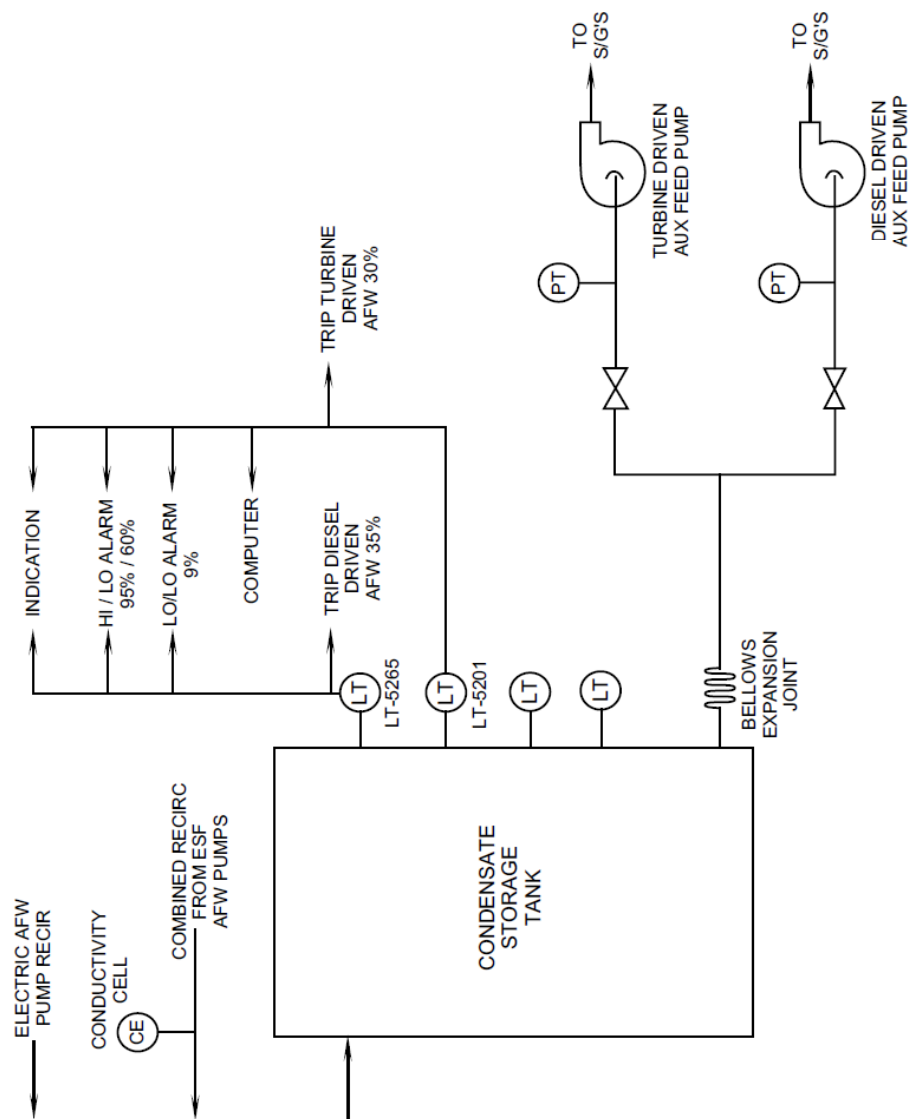 ELECTRIC AFW
PUMP RECIR
CONDUCTIVITY
CELL
CE
COMBINED RECIRC
FROM ESF
AFW PUMPS
INDICATION
HI / LO ALARM
95% / 60%
LO/LO ALARM
9%
COMPUTER
TRIP DIESEL
DRIVEN
AFW 35%
TRIP TURBINE
DRIVEN
AFW 30%
LT
LT-5265
LT
LT-5201
LT
LT
CONDENSATE
STORAGE
TANK
BELLOWS
EXPANSION
JOINT
PT
TURBINE DRIVEN
AUX FEED PUMP
TO
S/G'S
PT
DIESEL DRIVEN
AUX FEED PUMP
TO
S/G'S